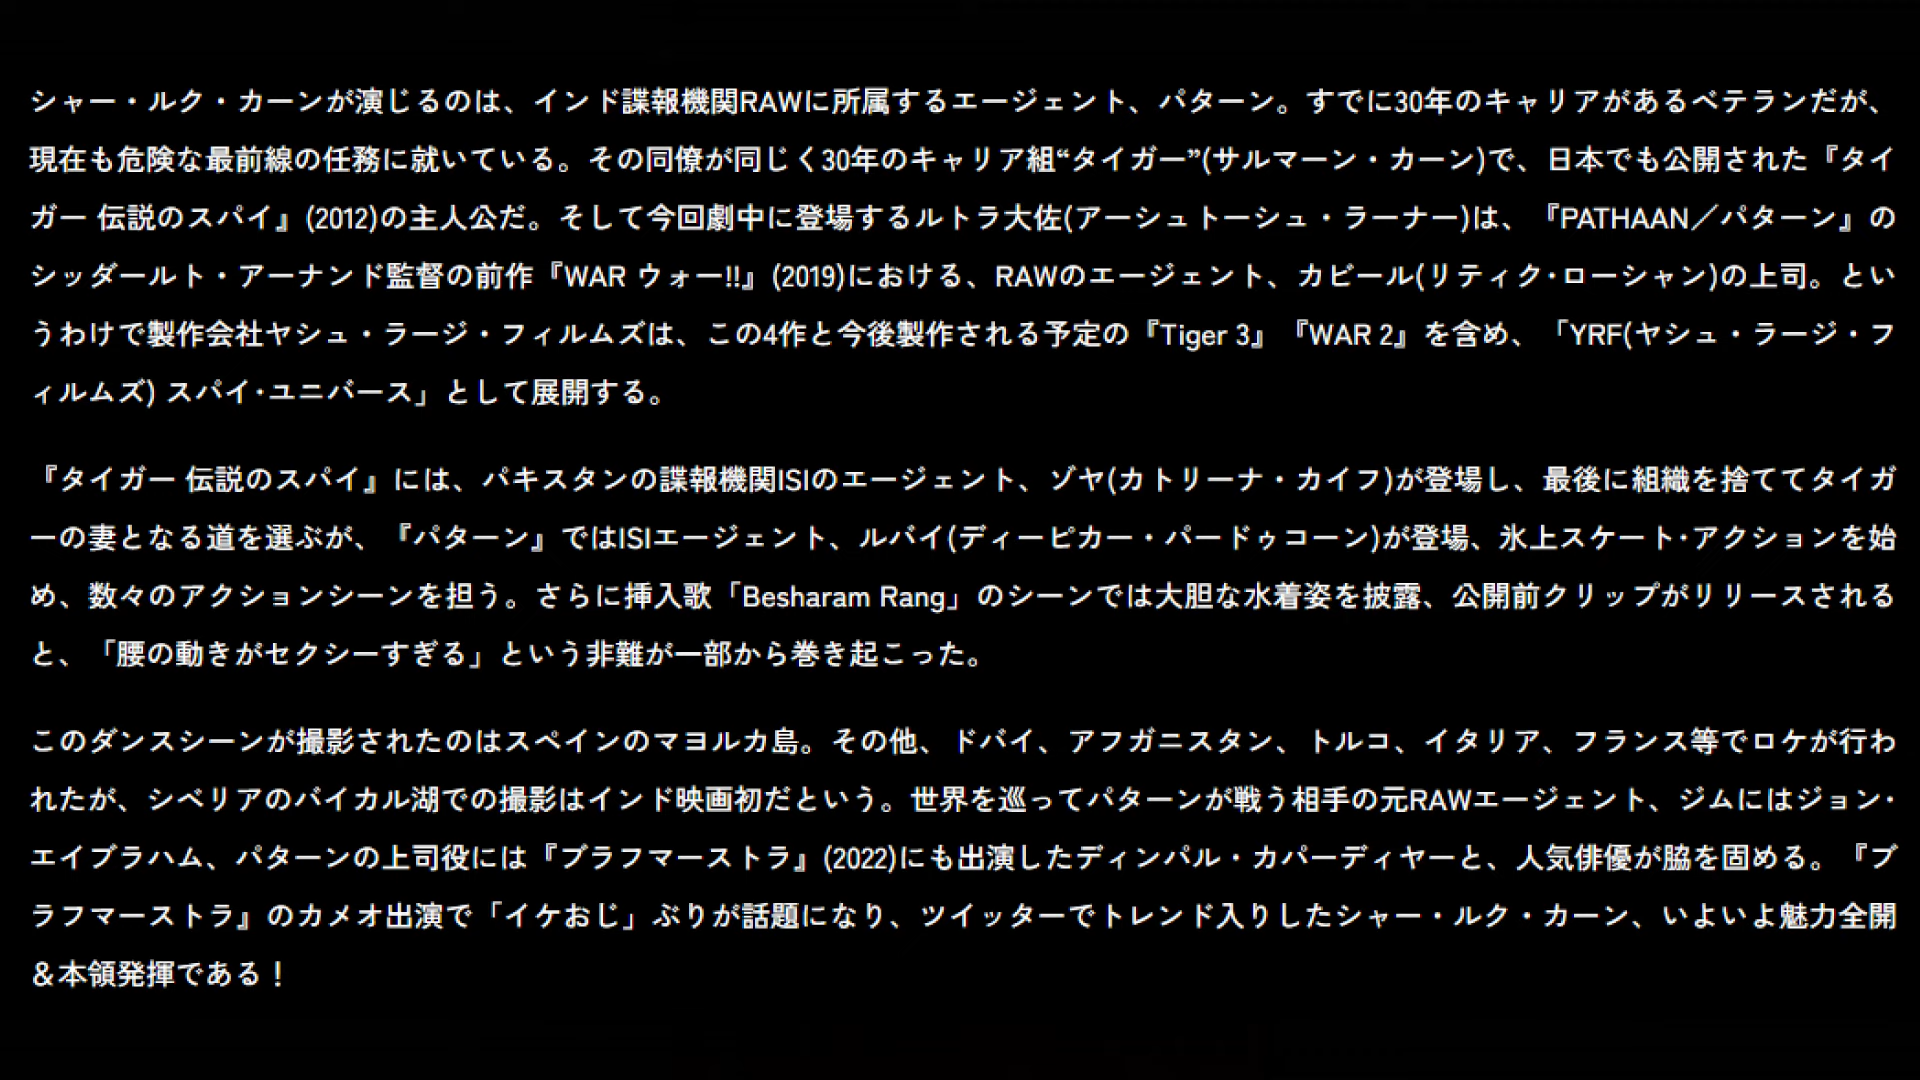 シャー・ルク・カーンが演じるのは、インド諜報機関RAWに所属するエージェント、パターン。すでに30年のキャリアがあるベテランだが、
現在も危険な最前線の任務に就いている。その同僚が同じく30年のキャリア組“タイガー”(サルマーン・カーン)で、日本でも公開された『タイ
ガー 伝説のスパイ』(2012)の主人公だ。そして今回劇中に登場するルトラ大佐(アーシュトーシュ・ラーナー)は、『PATHAAN／パターン』の
シッダールト・アーナンド監督の前作『WAR ウォー!!』(2019)における、RAWのエージェント、カビール(リティク･ローシャン)の上司。とい
うわけで製作会社ヤシュ・ラージ・フィルムズは、この4作と今後製作される予定の『Tiger 3』『WAR 2』を含め、「YRF(ヤシュ・ラージ・フ
ィルムズ) スパイ･ユニバース」として展開する。
『タイガー 伝説のスパイ』には、パキスタンの諜報機関ISIのエージェント、ゾヤ(カトリーナ・カイフ)が登場し、最後に組織を捨ててタイガ
ーの妻となる道を選ぶが、『パターン』ではISIエージェント、ルバイ(ディーピカー・パードゥコーン)が登場、氷上スケート･アクションを始
め、数々のアクションシーンを担う。さらに挿入歌「Besharam Rang」のシーンでは大胆な水着姿を披露、公開前クリップがリリースされる
と、「腰の動きがセクシーすぎる」という非難が一部から巻き起こった。
このダンスシーンが撮影されたのはスペインのマヨルカ島。その他、ドバイ、アフガニスタン、トルコ、イタリア、フランス等でロケが行わ
れたが、シベリアのバイカル湖での撮影はインド映画初だという。世界を巡ってパターンが戦う相手の元RAWエージェント、ジムにはジョン･
エイブラハム、パターンの上司役には『ブラフマーストラ』(2022)にも出演したディンパル・カパーディヤーと、人気俳優が脇を固める。『ブ
ラフマーストラ』のカメオ出演で「イケおじ」ぶりが話題になり、ツイッターでトレンド入りしたシャー・ルク・カーン、いよいよ魅力全開
＆本領発揮である！